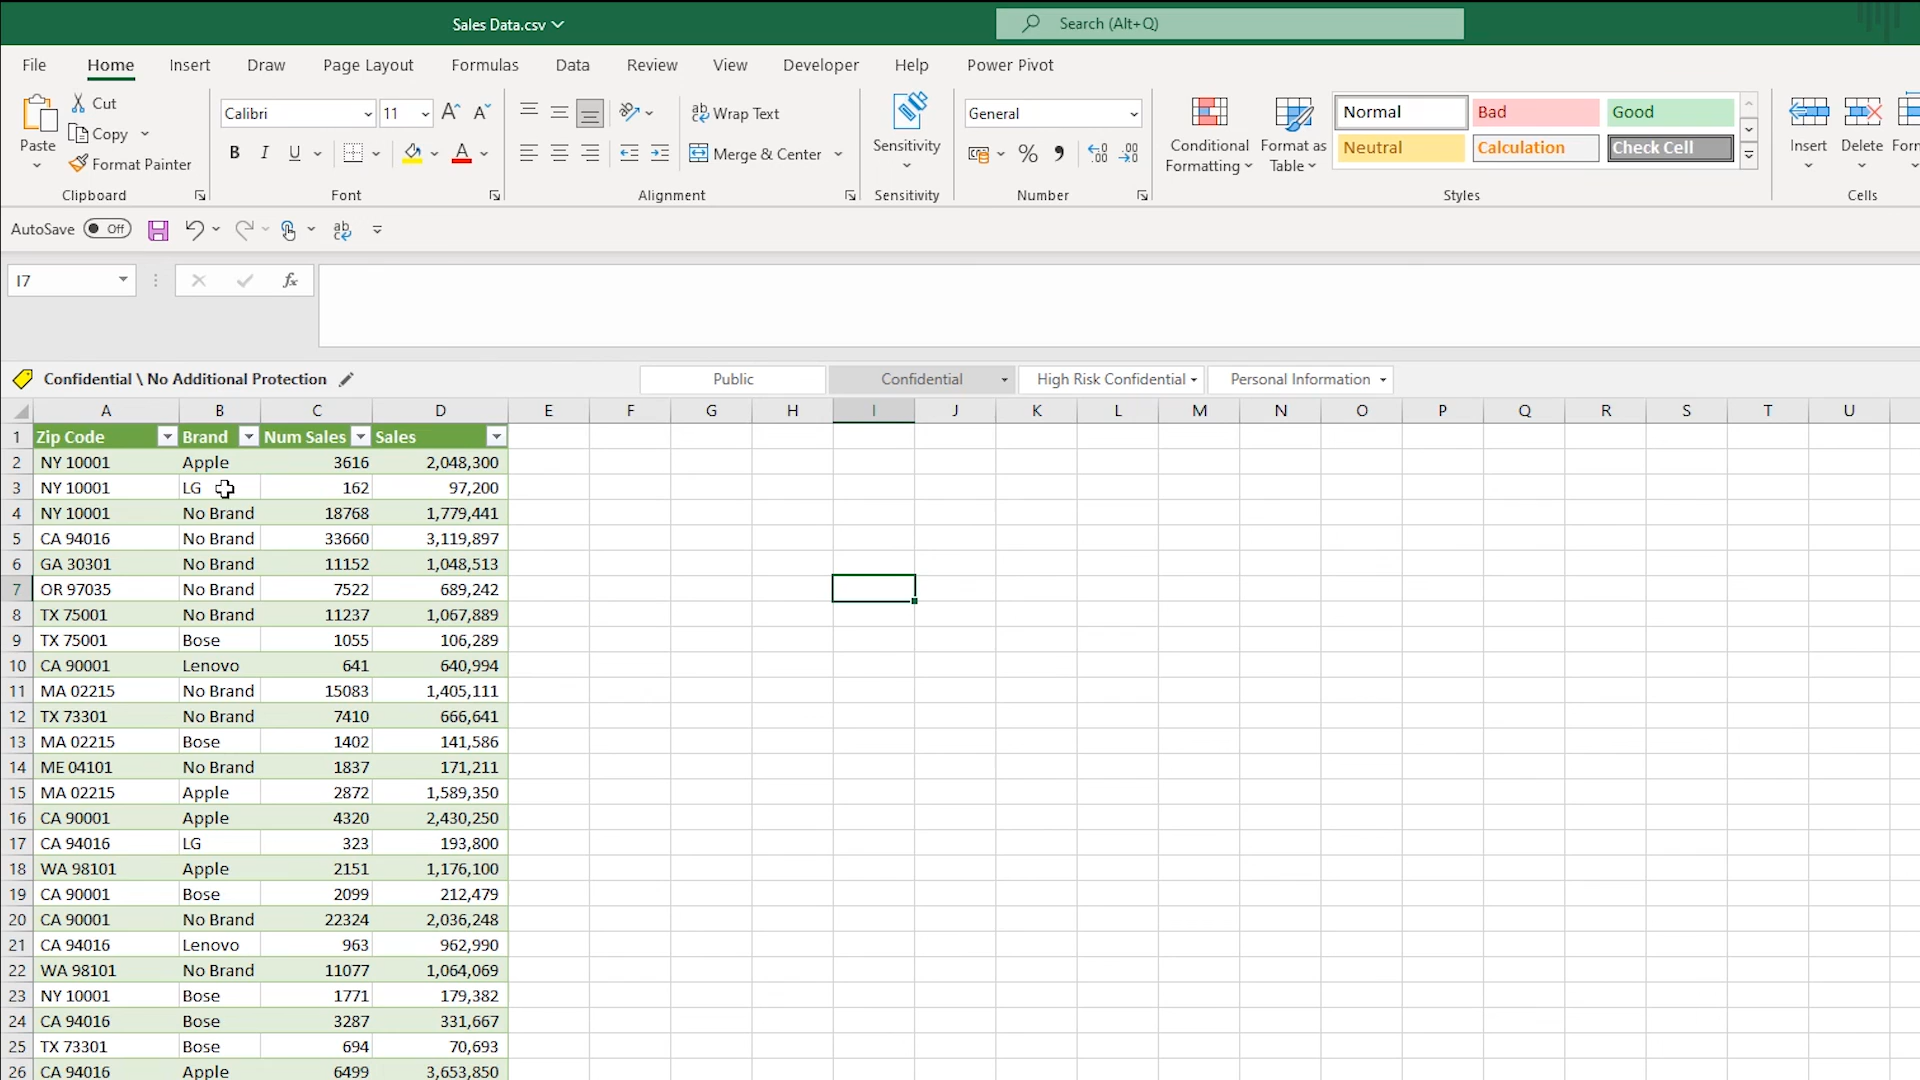 Sales Data.csv
Search (Alt+Q)
File Home Insert Draw Page Layout Formulas Data Review View Developer Help Power Pivot
Paste
Cut
Copy
Format Painter
Clipboard
Calibri 11 A A
B I U A
Font
ab Wrap Text
Merge & Center
Alignment
Sensitivity
Sensitivity
General
% 9 .00 .00
Number
Conditional Formatting
Format as Table
Normal Bad Good
Neutral Calculation Check Cell
Styles
Insert Delete Form
Cells
AutoSave Off ab
I7 fx
Confidential \ No Additional Protection Public Confidential High Risk Confidential Personal Information
A B C D E F G H I J K L M N O P Q R S T U
1 Zip Code Brand Num Sales Sales
2 NY 10001 Apple 3616 2,048,300
3 NY 10001 LG 162 97,200
4 NY 10001 No Brand 18768 1,779,441
5 CA 94016 No Brand 33660 3,119,897
6 GA 30301 No Brand 11152 1,048,513
7 OR 97035 No Brand 7522 689,242
8 TX 75001 No Brand 11237 1,067,889
9 TX 75001 Bose 1055 106,289
10 CA 90001 Lenovo 641 640,994
11 MA 02215 No Brand 15083 1,405,111
12 TX 73301 No Brand 7410 666,641
13 MA 02215 Bose 1402 141,586
14 ME 04101 No Brand 1837 171,211
15 MA 02215 Apple 2872 1,589,350
16 CA 90001 Apple 4320 2,430,250
17 CA 94016 LG 323 193,800
18 WA 98101 Apple 2151 1,176,100
19 CA 90001 Bose 2099 212,479
20 CA 90001 No Brand 22324 2,036,248
21 CA 94016 Lenovo 963 962,990
22 WA 98101 No Brand 11077 1,064,069
23 NY 10001 Bose 1771 179,382
24 CA 94016 Bose 3287 331,667
25 TX 73301 Bose 694 70,693
26 CA 94016 Apple 6499 3,653,850